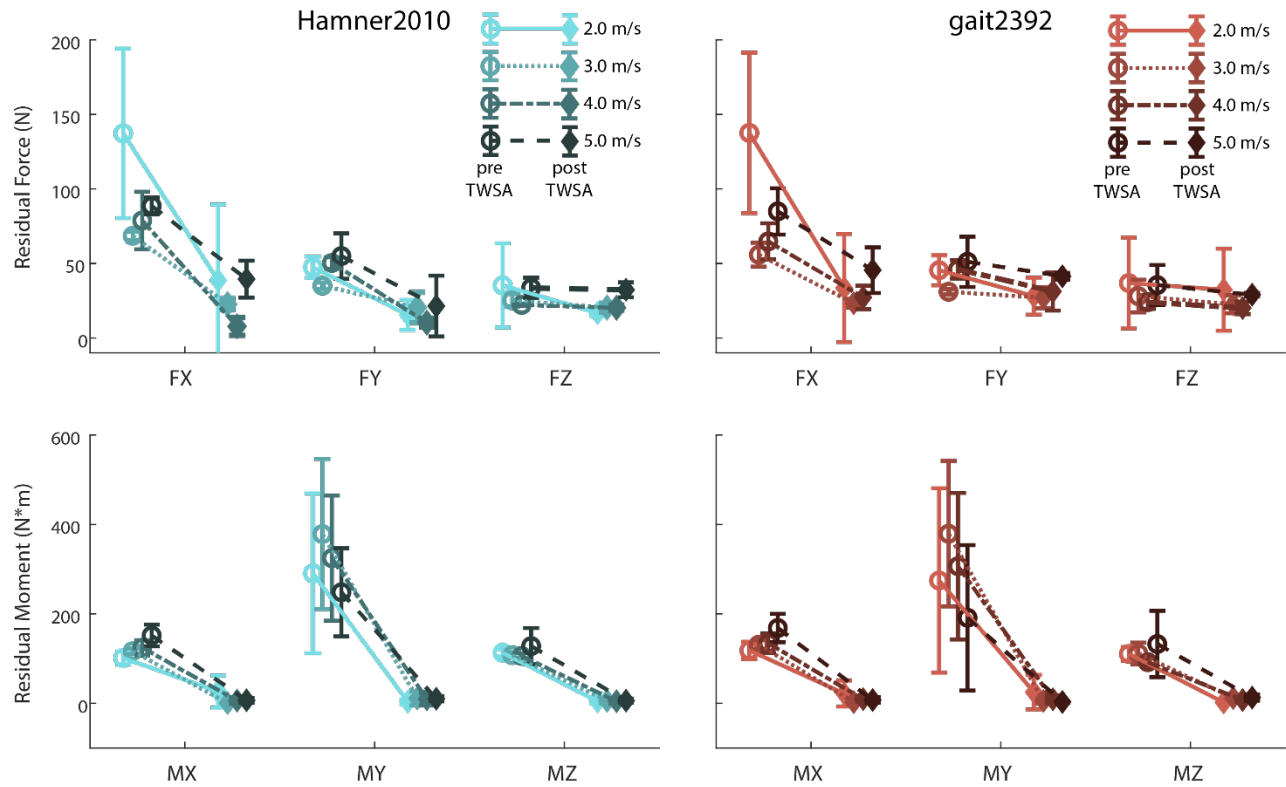 Hamner2010
2.0 m/s
3.0 m/s
4.0 m/s
5.0 m/s
pre
TWSA
post
TWSA
Residual Force (N)
200
150
100
50
0
FX
FY
FZ
gait2392
2.0 m/s
3.0 m/s
4.0 m/s
5.0 m/s
pre
TWSA
post
TWSA
FX
FY
FZ
Residual Moment (N*m)
600
400
200
0
MX
MY
MZ
MX
MY
MZ